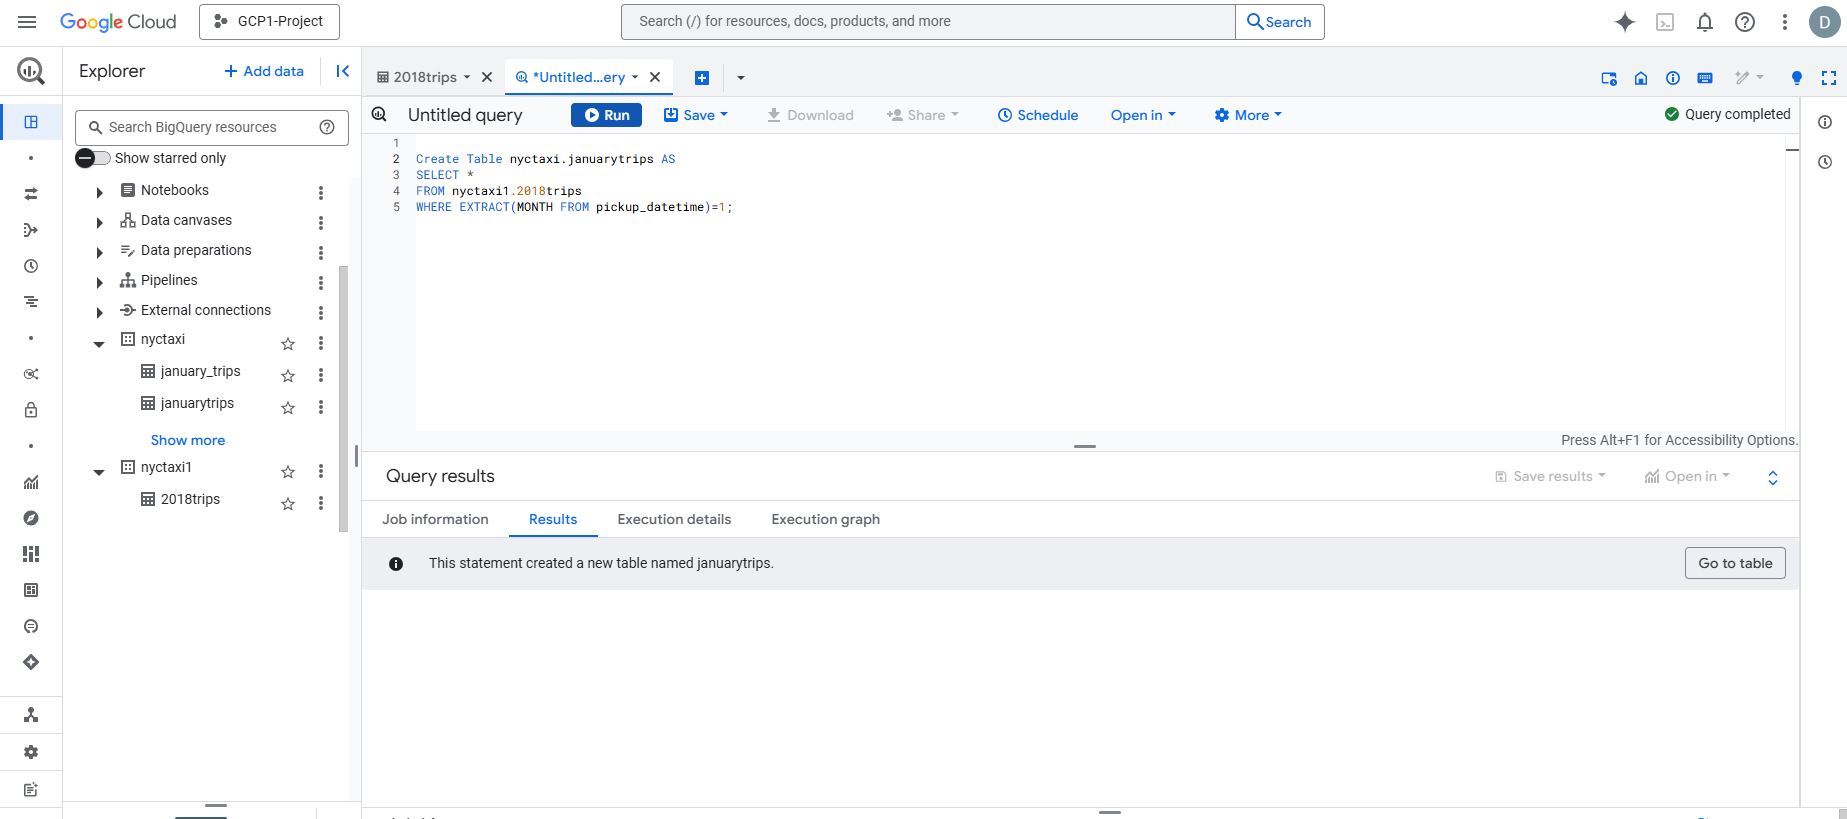 Google Cloud
GCP1-Project
Search (/) for resources, docs, products, and more
Search
D
Explorer
+ Add data
2018trips
*Untitled...ery
Search BigQuery resources
Show starred only
Notebooks
Data canvases
Data preparations
Pipelines
External connections
nyctaxi
january_trips
januarytrips
Show more
nyctaxi1
2018trips
Untitled query
Run
Save
Download
Share
Schedule
Open in
More
Query completed
1
2 Create Table nyctaxi.januarytrips AS
3 SELECT *
4 FROM nyctaxi1.2018trips
5 WHERE EXTRACT(MONTH FROM pickup_datetime)=1;
Press Alt+F1 for Accessibility Options.
Query results
Save results
Open in
Job information
Results
Execution details
Execution graph
This statement created a new table named januarytrips.
Go to table